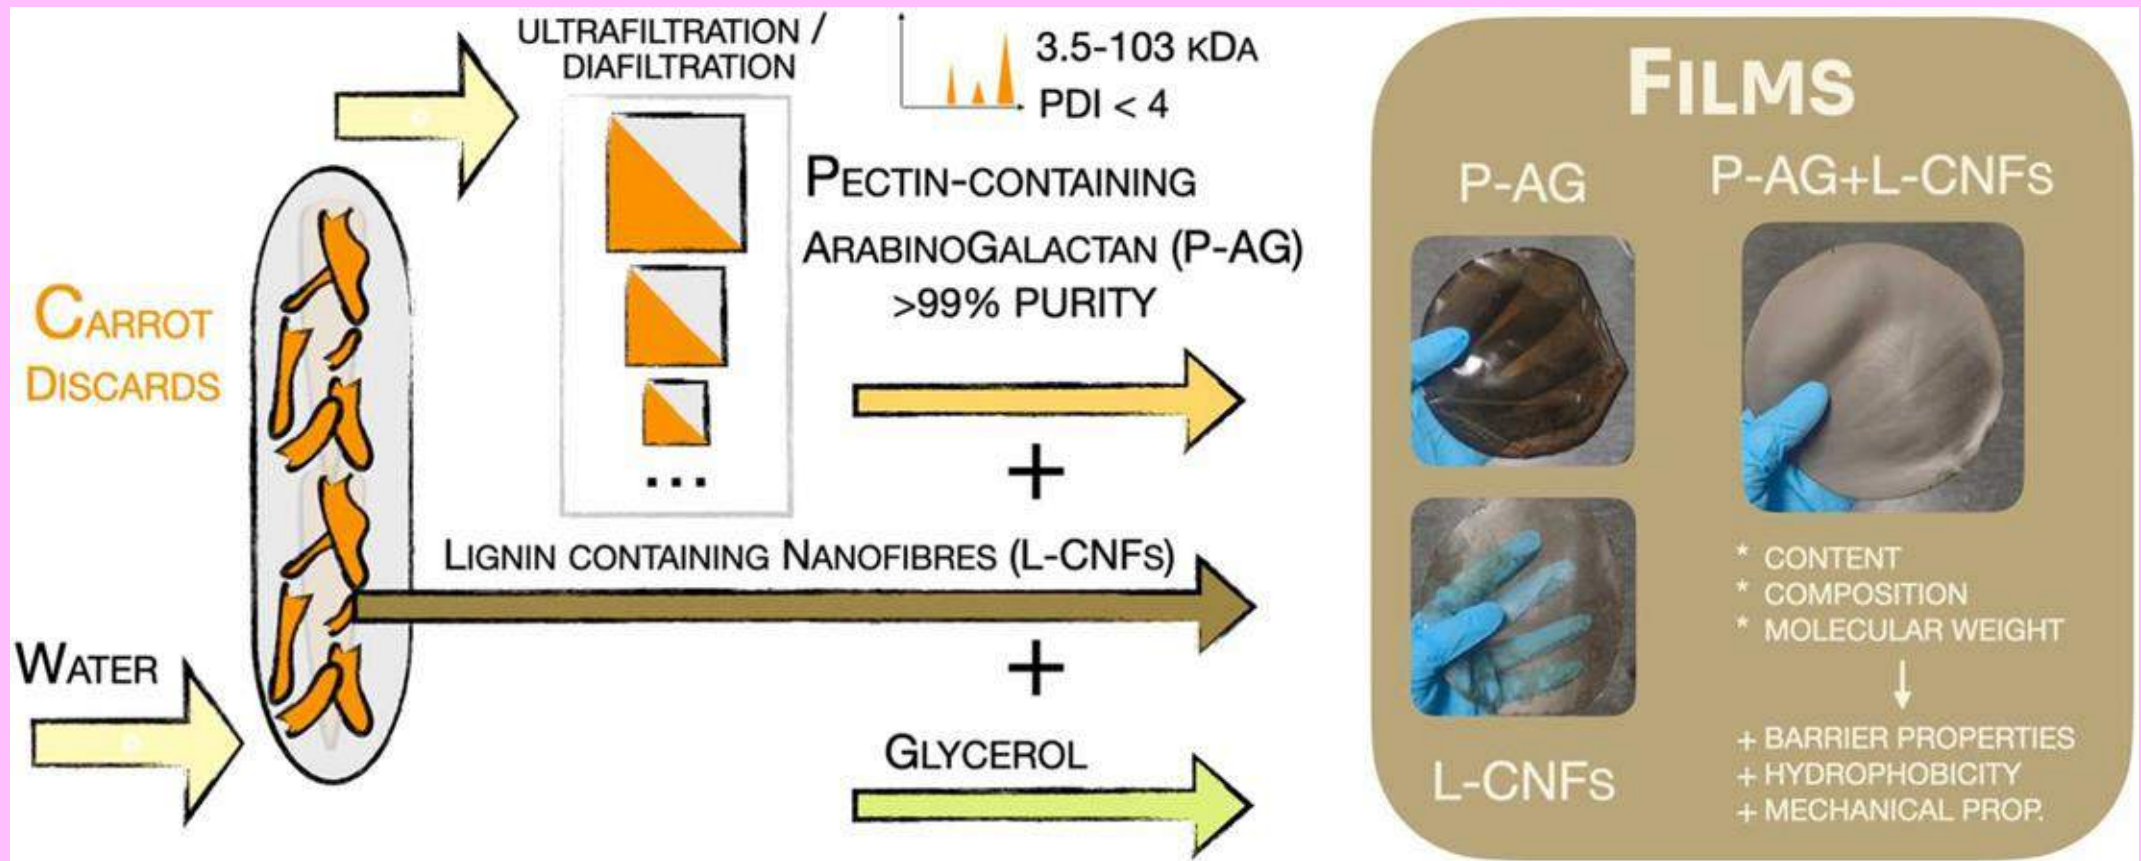 ULTRAFILTRATION /
DIAFILTRATION
3.5-103 KDA
PDI < 4
PECTIN-CONTAINING
ARABINOGALACTAN (P-AG)
>99% PURITY
CARROT
DISCARDS
...
+
LIGNIN CONTAINING NANOFIBRES (L-CNFS)
WATER
+
GLYCEROL
FILMS
P-AG
P-AG+L-CNFS
L-CNFS
* CONTENT
* COMPOSITION
* MOLECULAR WEIGHT
+ BARRIER PROPERTIES
+ HYDROPHOBICITY
+ MECHANICAL PROP.